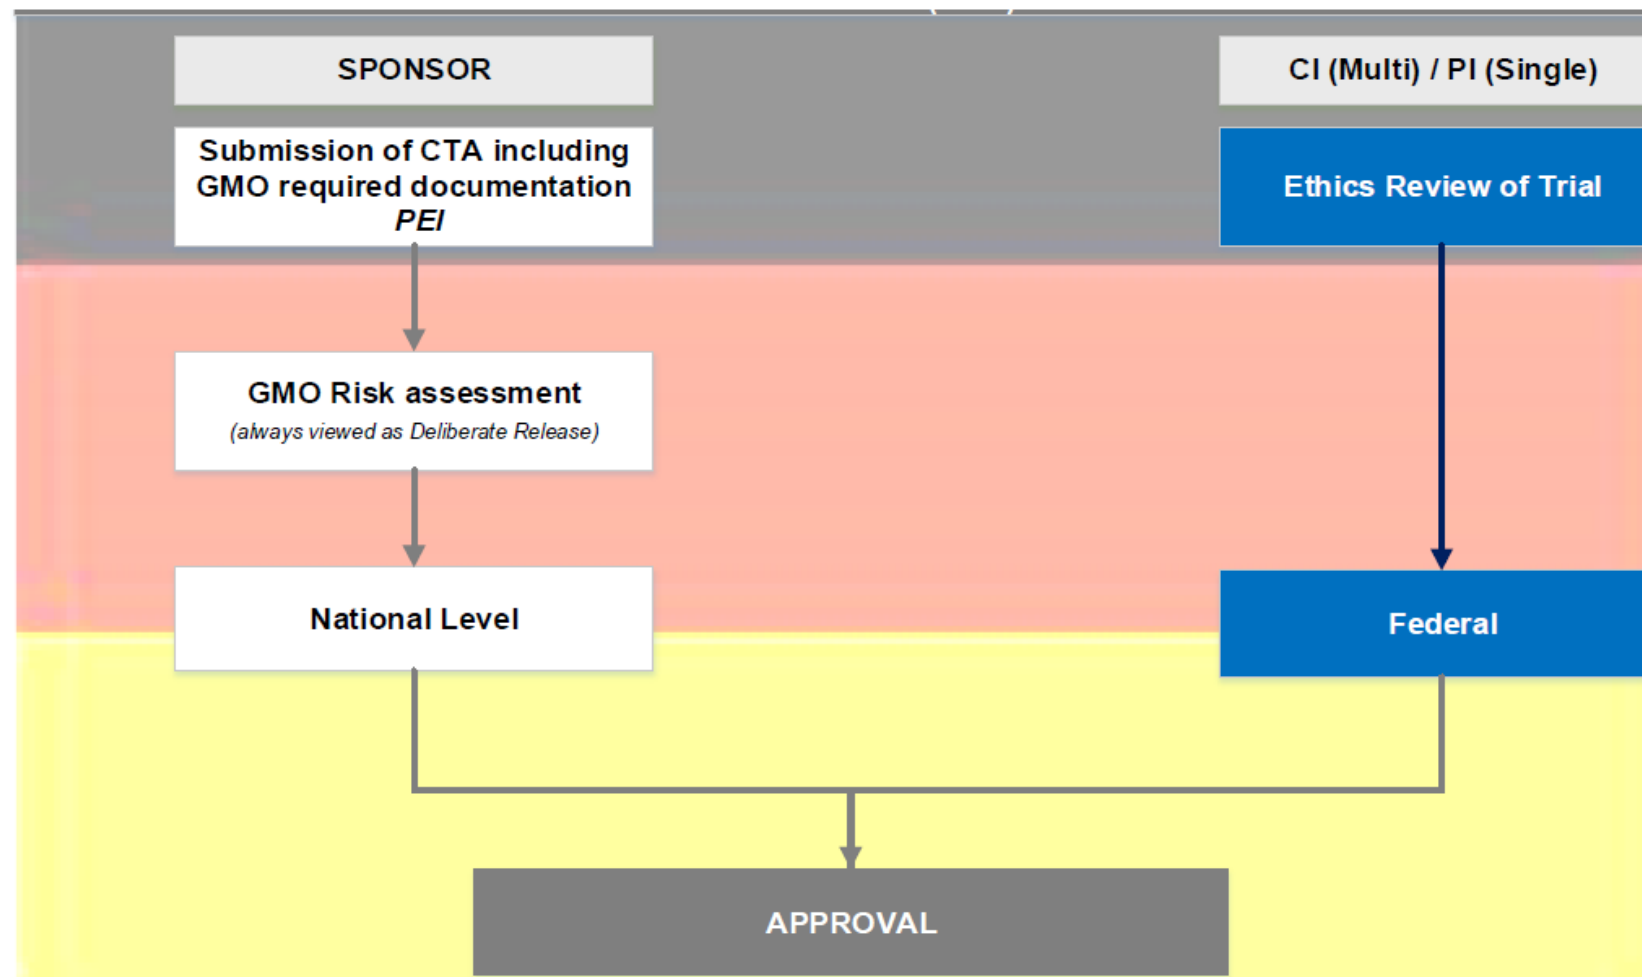 SPONSOR
CI (Multi) / PI (Single)
Submission of CTA including
GMO required documentation
PEI
Ethics Review of Trial
GMO Risk assessment
(always viewed as Deliberate Release)
National Level
Federal
APPROVAL